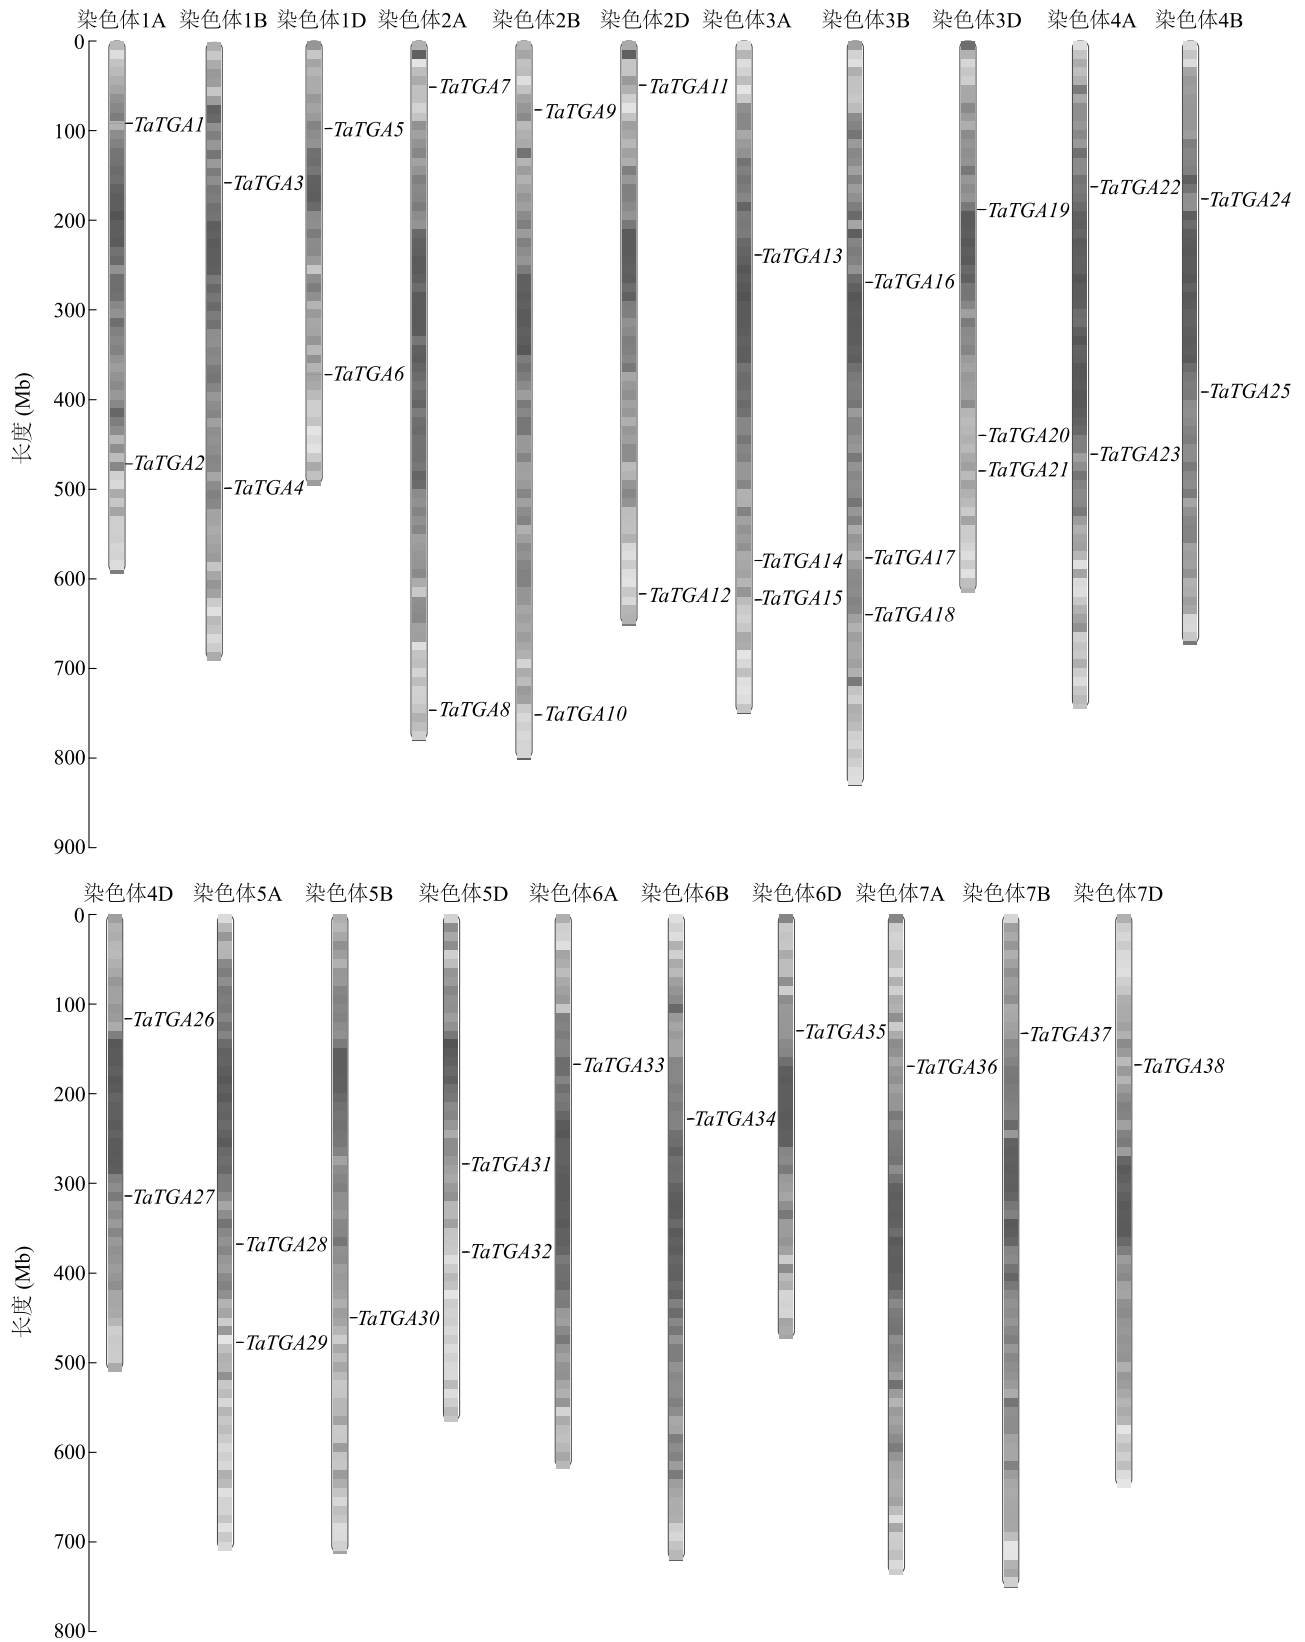 染色体1A 染色体1B 染色体1D 染色体2A 染色体2B 染色体2D 染色体3A 染色体3B 染色体3D 染色体4A 染色体4B
0
TaTGA7 TaTGA11
TaTGA9
100 TaTGA1 TaTGA5
TaTGA3 TaTGA22
200 TaTGA19 TaTGA24
TaTGA13
300 TaTGA16
TaTGA6
400 TaTGA25
长度 (Mb)
TaTGA2 TaTGA20 TaTGA23
TaTGA21
500 TaTGA4
TaTGA14 TaTGA17
600 TaTGA12 TaTGA15
TaTGA18
700 TaTGA8 TaTGA10
800
900
染色体4D 染色体5A 染色体5B 染色体5D 染色体6A 染色体6B 染色体6D 染色体7A 染色体7B 染色体7D
0
100 TaTGA26 TaTGA35 TaTGA37
TaTGA33 TaTGA36 TaTGA38
200 TaTGA34
TaTGA31
300 TaTGA27
TaTGA28 TaTGA32
400
长度 (Mb)
TaTGA30
TaTGA29
500
600
700
800